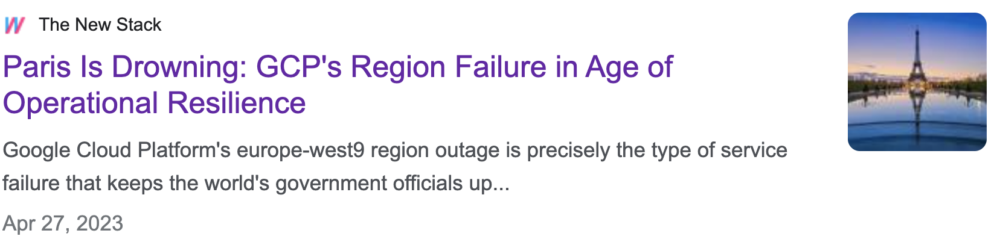 The New Stack
Paris Is Drowning: GCP's Region Failure in Age of
Operational Resilience
Google Cloud Platform's europe-west9 region outage is precisely the type of service
failure that keeps the world's government officials up...
Apr 27, 2023